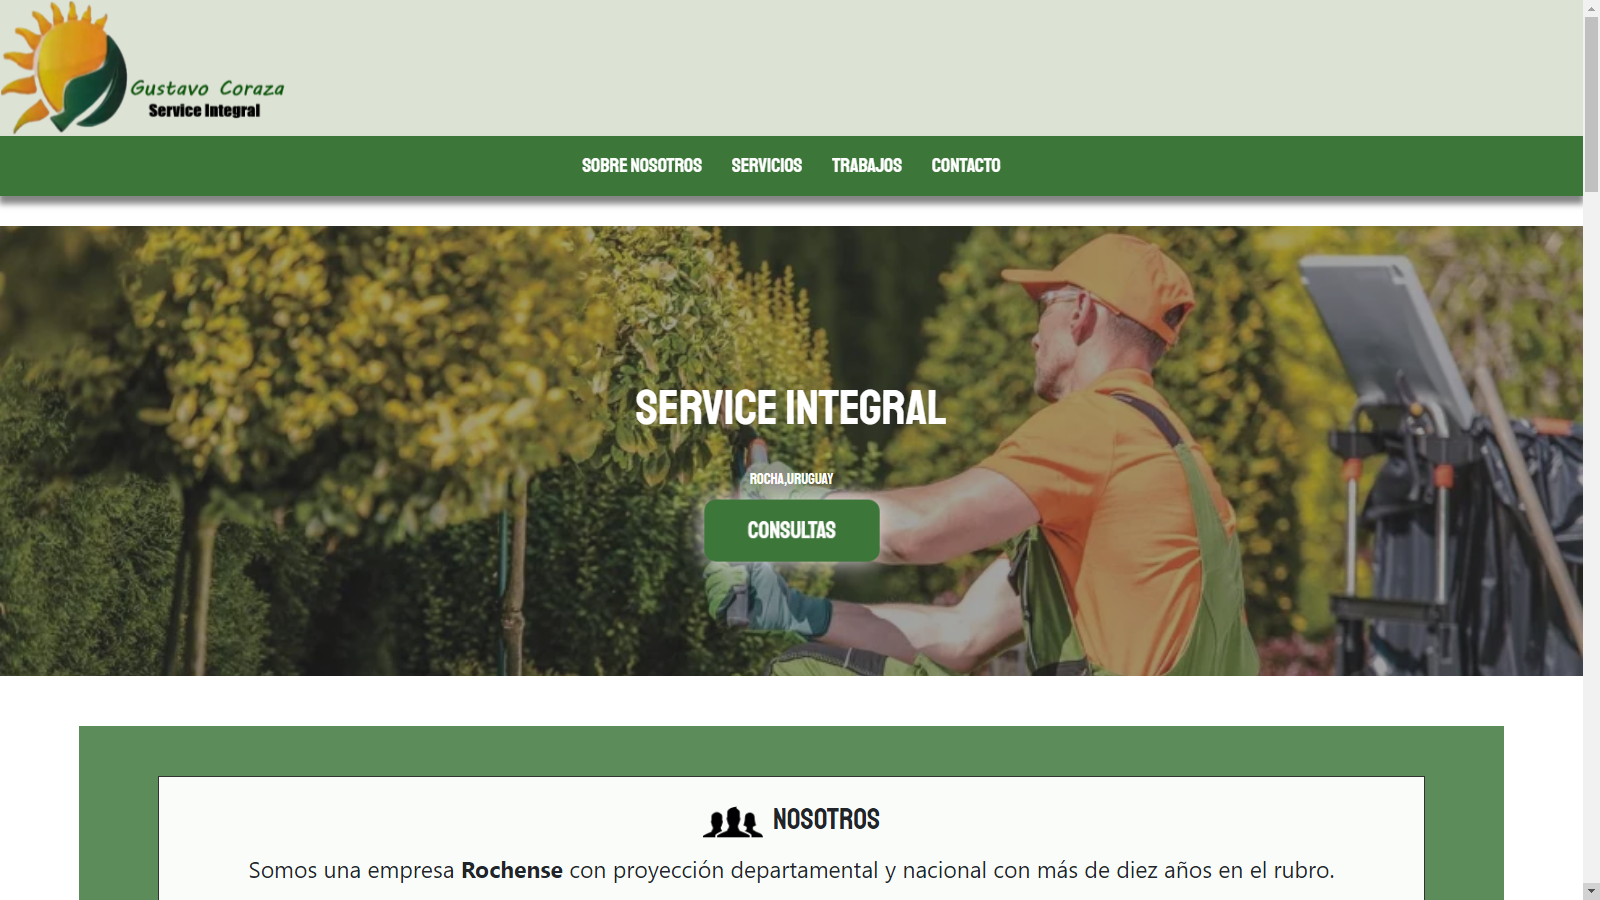 Gustavo Coraza
Service Integral
SOBRE NOSOTROS SERVICIOS TRABAJOS CONTACTO
SERVICE INTEGRAL
ROCHA,URUGUAY
CONSULTAS
NOSOTROS
Somos una empresa Rochense con proyección departamental y nacional con más de diez años en el rubro.